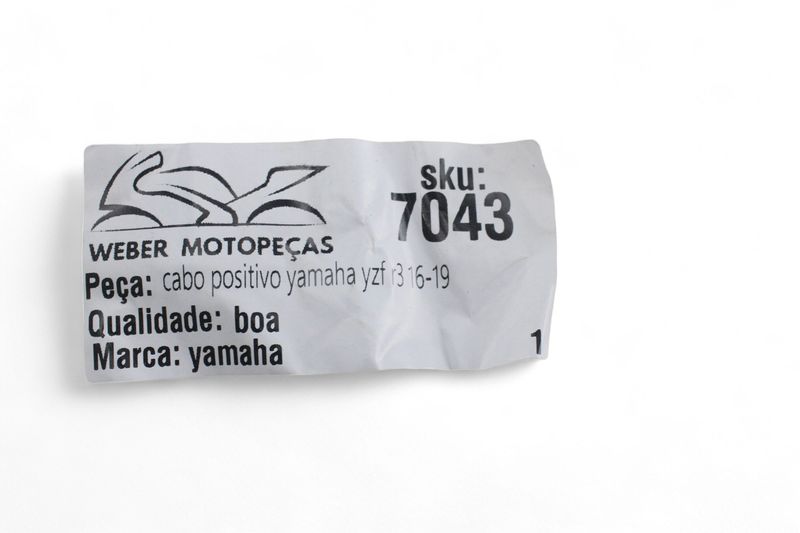 WEBER MOTOPEÇAS
sku:
7043
Peça: cabo positivo yamaha yzf r3 16-19
Qualidade: boa
Marca: yamaha
1